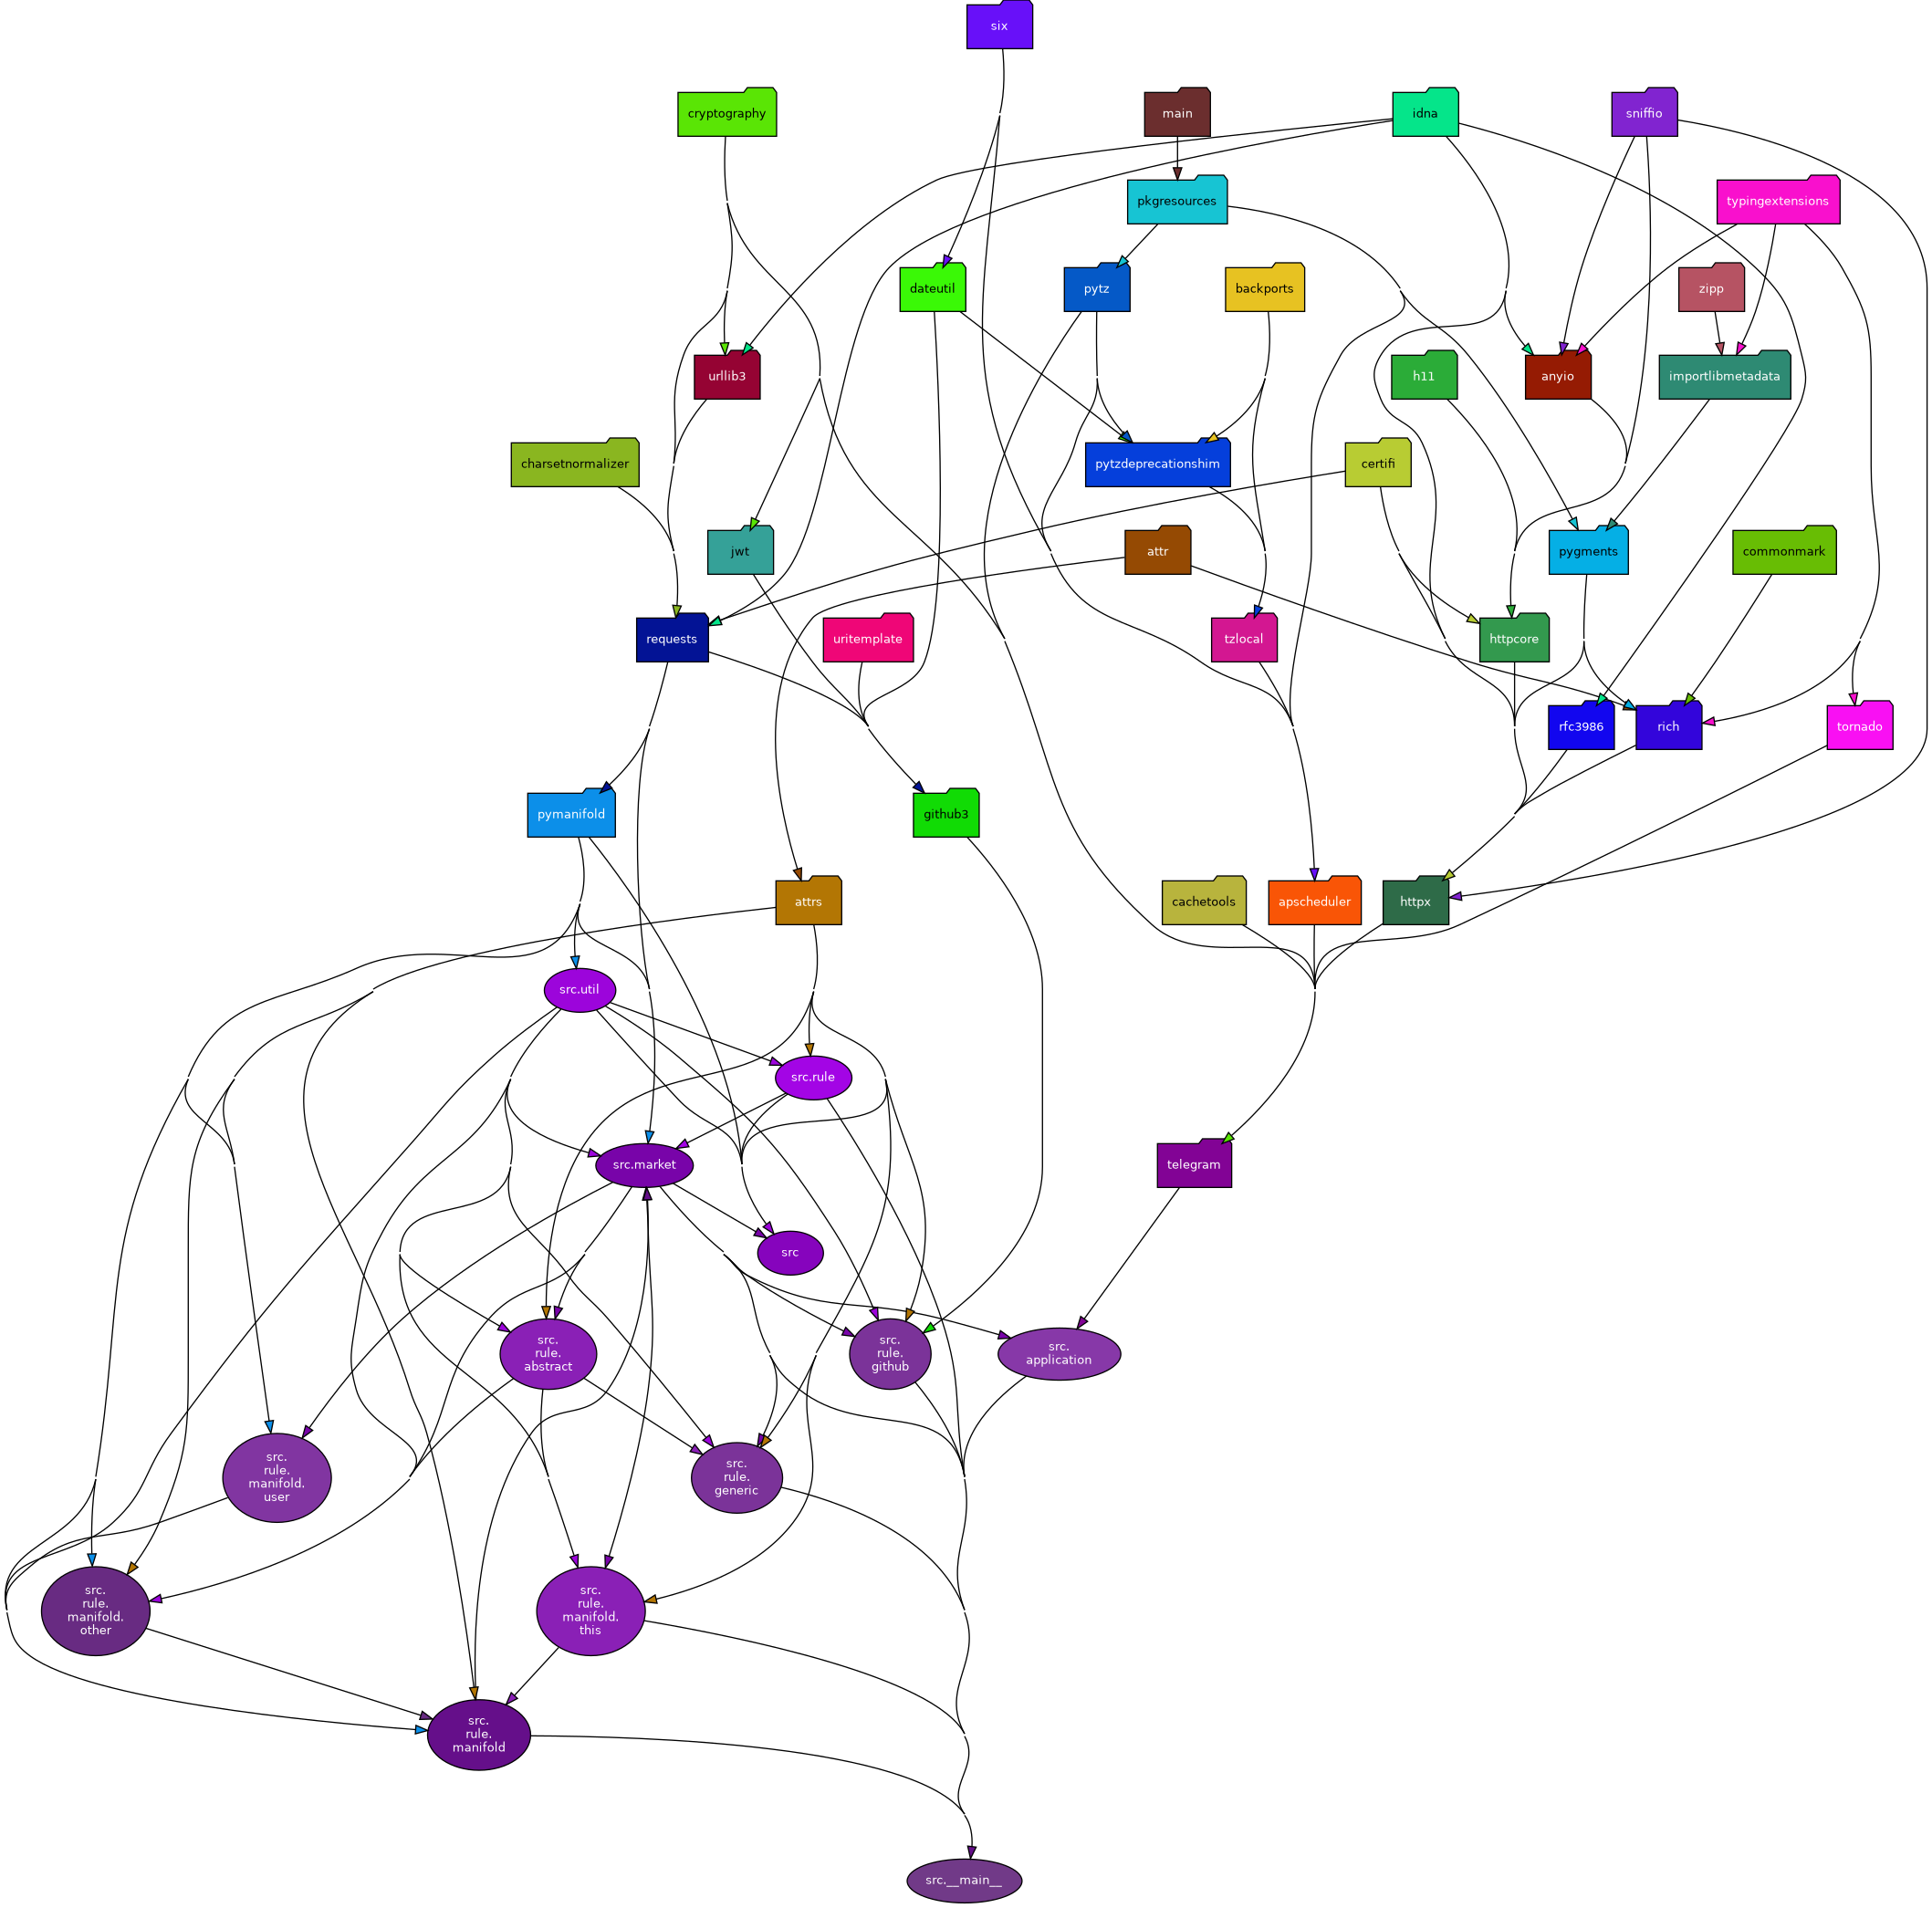 six
cryptography
main
idna
sniffio
pkgresources
typingextensions
dateutil
pytz
backports
zipp
urllib3
h11
anyio
importlibmetadata
charsetnormalizer
pytzdeprecationshim
certifi
jwt
attr
pygments
commonmark
requests
uritemplate
tzlocal
httpcore
rfc3986
rich
tornado
pymanifold
github3
attrs
cachetools
apscheduler
httpx
src.util
src.rule
src.market
telegram
src
src.
rule.
abstract
src.
rule.
github
src.
application
src.
rule.
manifold.
user
src.
rule.
generic
src.
rule.
manifold.
other
src.
rule.
manifold.
this
src.
rule.
manifold
src.__main__